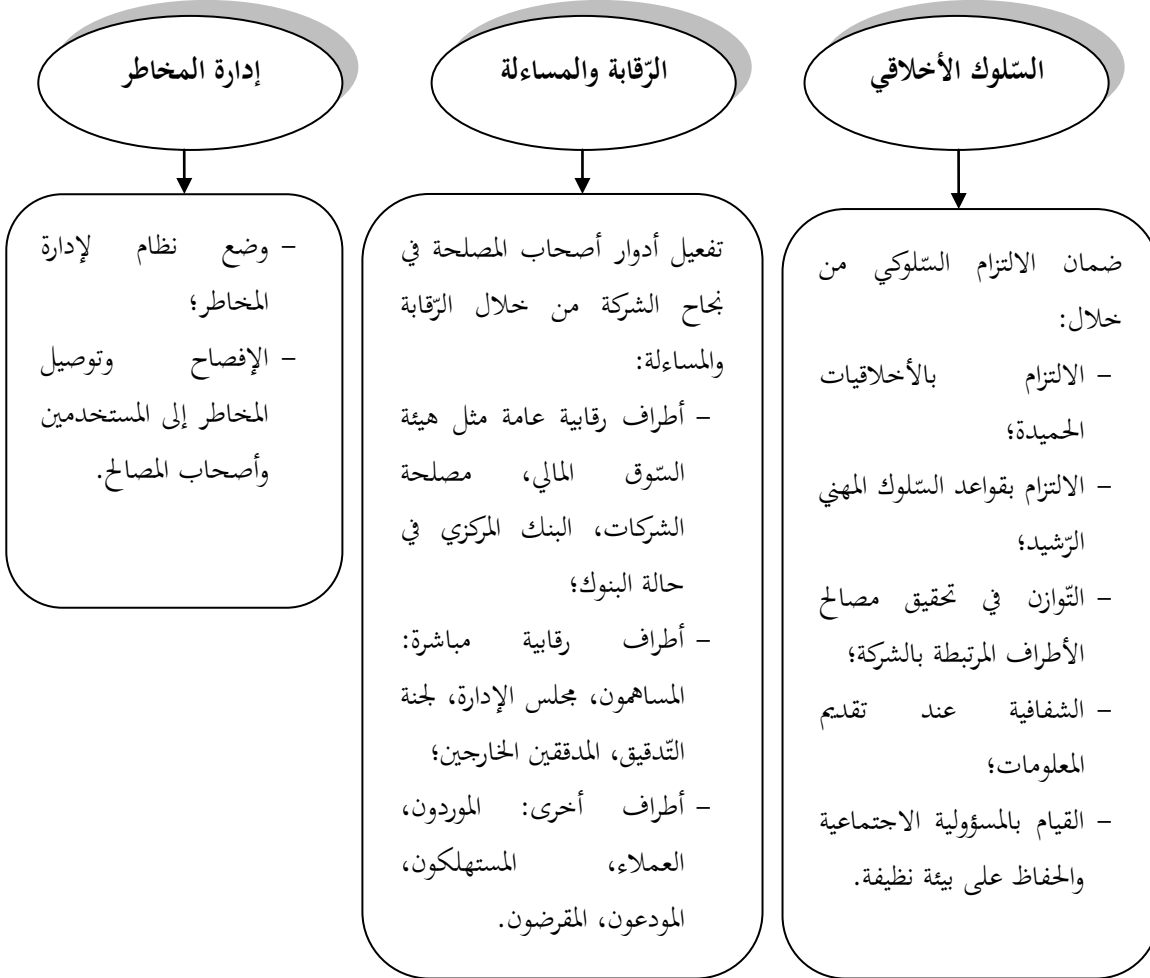 السّلوك الأخلاقي
ضمان الالتزام السّلوكي من
خلال:
- الالتزام بالأخلاقيات
الحميدة؛
- الالتزام بقواعد السّلوك المهني
الرّشيد؛
- التّوازن في تحقيق مصالح
الأطراف المرتبطة بالشركة؛
- الشفافية عند تقديم
المعلومات؛
- القيام بالمسؤولية الاجتماعية
والحفاظ على بيئة نظيفة.
الرّقابة والمساءلة
تفعيل أدوار أصحاب المصلحة في
نجاح الشركة من خلال الرّقابة
والمساءلة:
- أطراف رقابية عامة مثل هيئة
السّوق المالي، مصلحة
الشركات، البنك المركزي في
حالة البنوك؛
- أطراف رقابية مباشرة:
المساهمون، مجلس الإدارة، لجنة
التّدقيق، المدققين الخارجين؛
- أطراف أخرى: الموردون،
العملاء، المستهلكون،
المودعون، المقرضون.
إدارة المخاطر
- وضع نظام لإدارة
المخاطر؛
- الإفصاح وتوصيل
المخاطر إلى المستخدمين
وأصحاب المصالح.